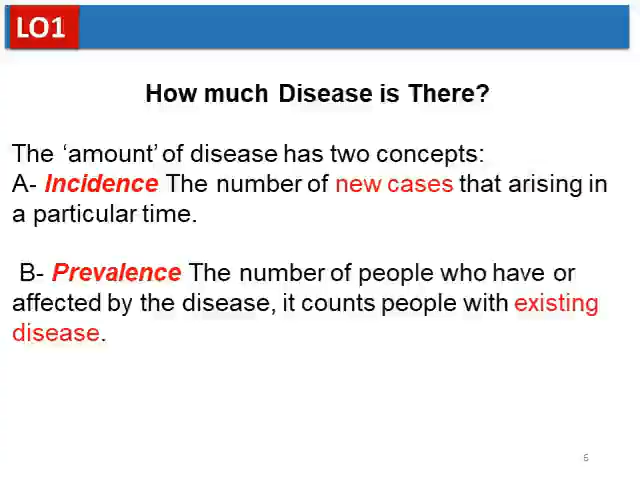 LO1
How much Disease is There?
The ‘amount’ of disease has two concepts:
A- Incidence The number of new cases that arising in
a particular time.
B- Prevalence The number of people who have or
affected by the disease, it counts people with existing
disease.
6